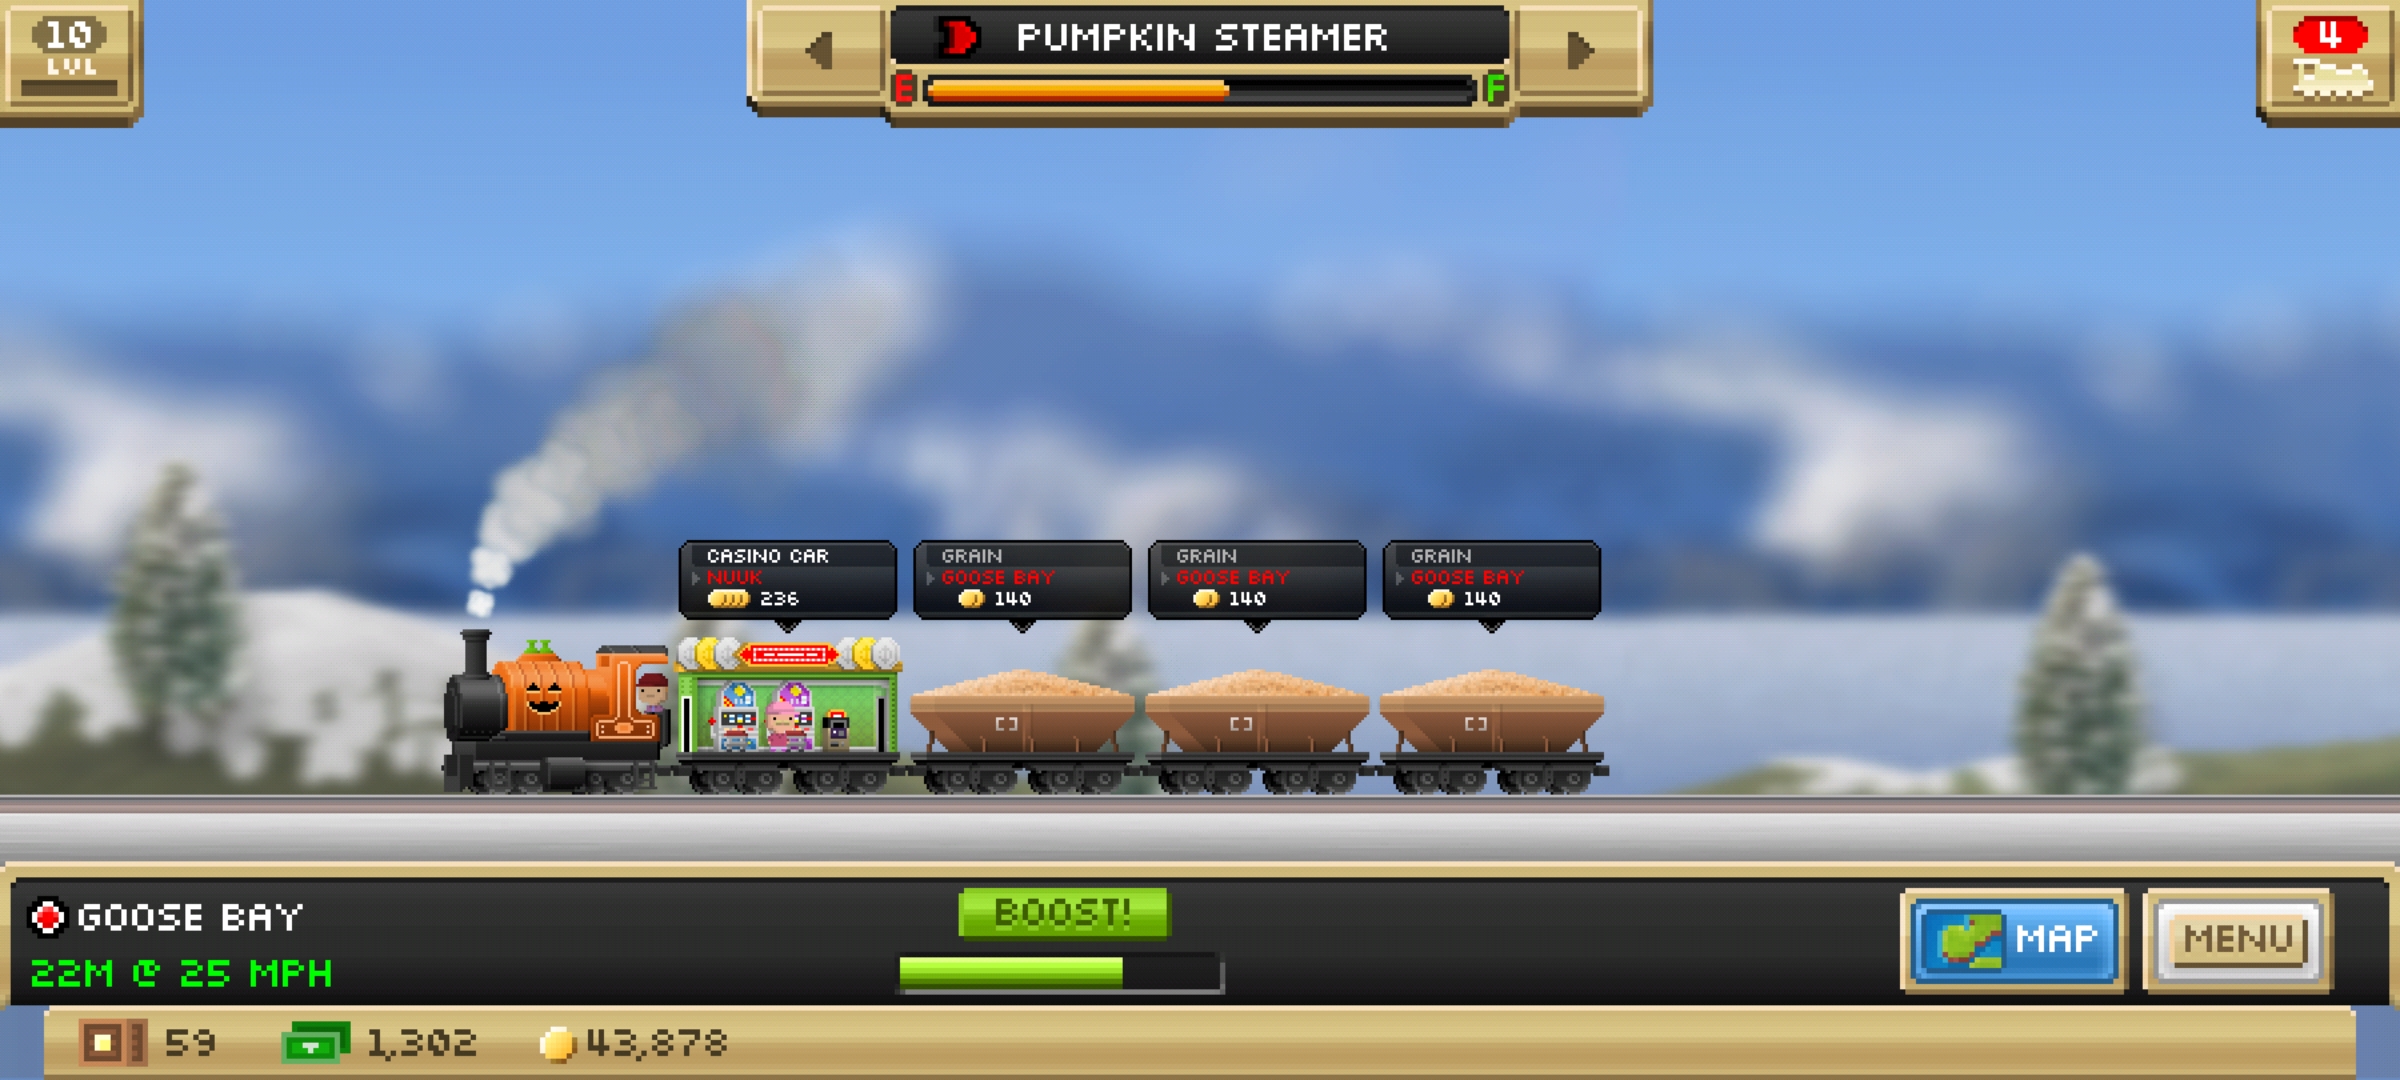 10
LVL
PUMPKIN STEAMER
E F
4
CASINO CAR
NUUK
236
GRAIN
GOOSE BAY
140
GRAIN
GOOSE BAY
140
GRAIN
GOOSE BAY
140
GOOSE BAY
22M @ 25 MPH
BOOST!
MAP
MENU
59
1,302
43,878